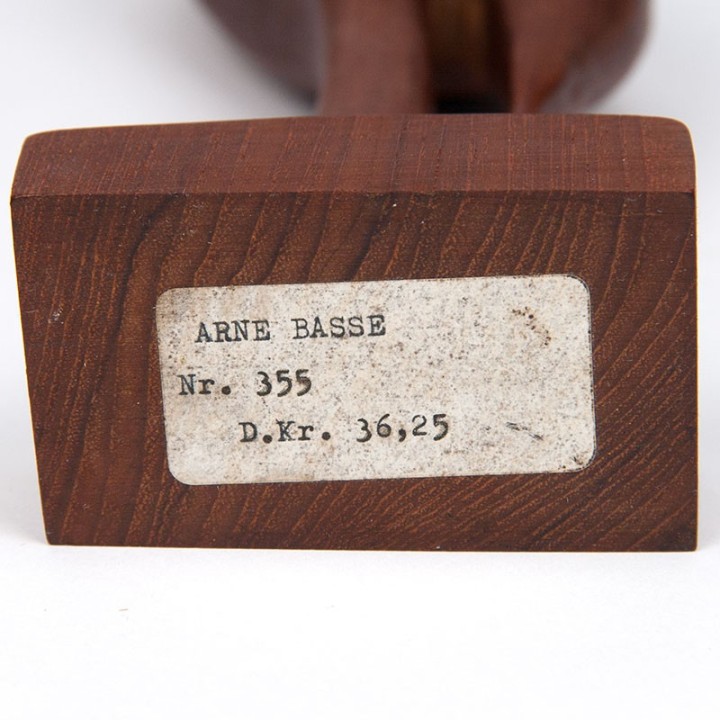 ARNE BASSE
Nr. 355
D.Kr. 36,25